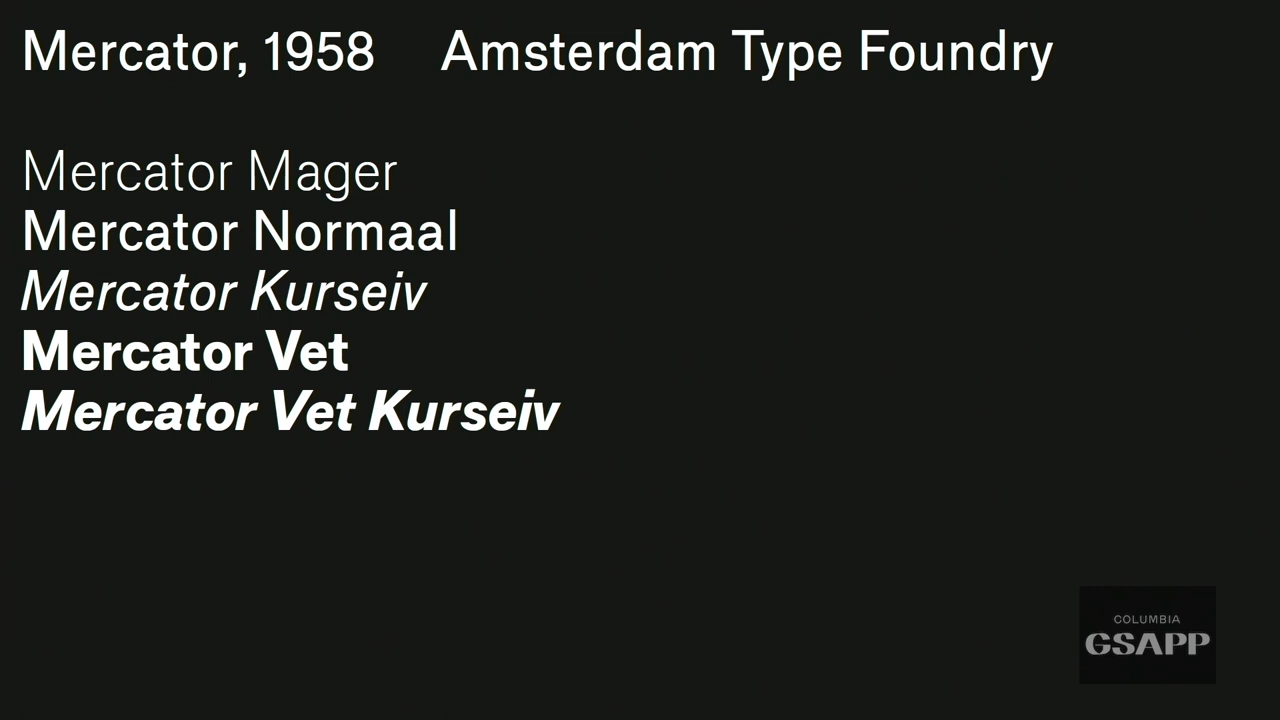 Mercator, 1958 Amsterdam Type Foundry
Mercator Mager
Mercator Normaal
Mercator Kurseiv
Mercator Vet
Mercator Vet Kurseiv
COLUMBIA
GSAPP